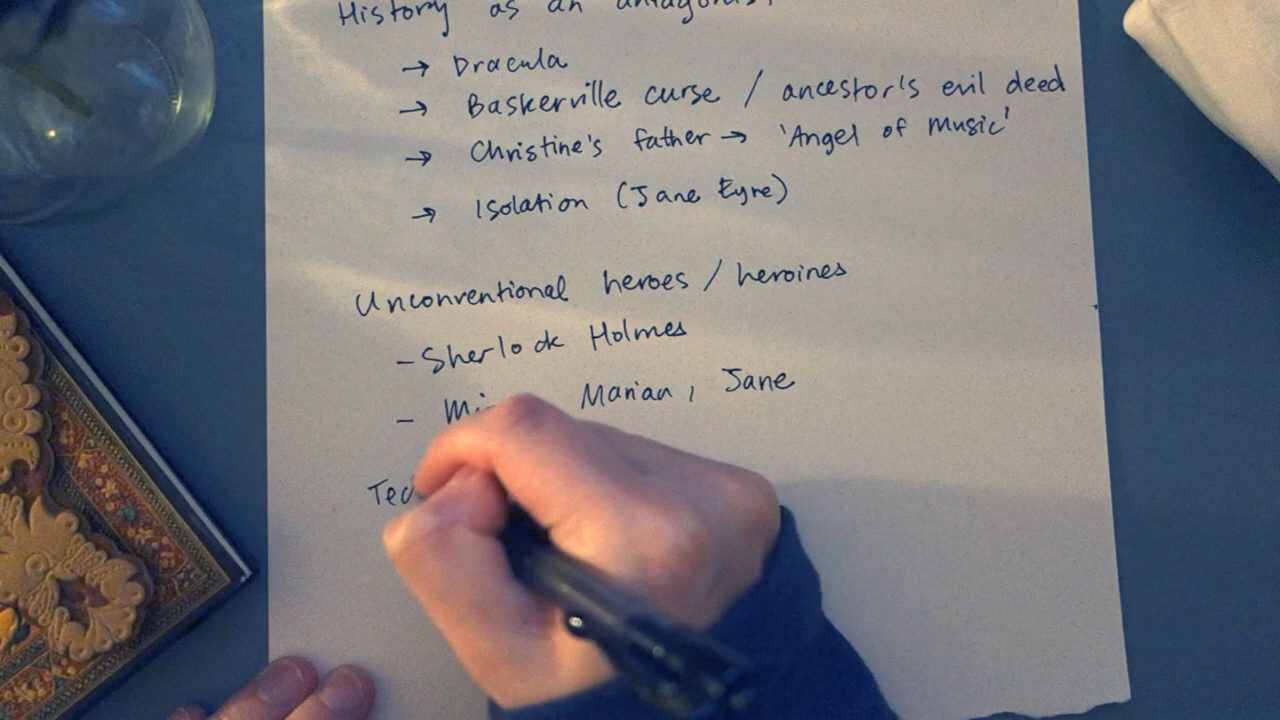 History as an antagonist
→ Dracula
→ Baskerville curse / ancestor's evil deed
→ Christine's father → 'Angel of Music'
→ Isolation (Jane Eyre)
Unconventional heroes / heroines
- Sherlock Holmes
- Marian, Jane